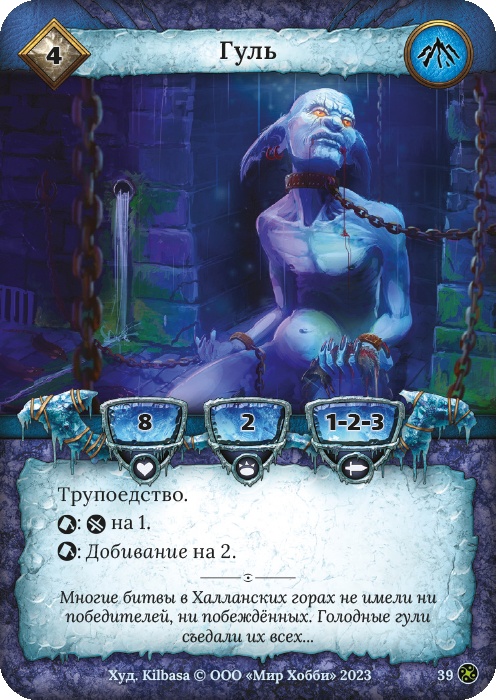 4
Гуль
8
2
1-2-3
Трупоедство.
: на 1.
: Добивание на 2.
Многие битвы в Халланских горах не имели ни
победителей, ни побеждённых. Голодные гули
съедали их всех...
Худ. Kilbasa © ООО «Мир Хобби» 2023
39